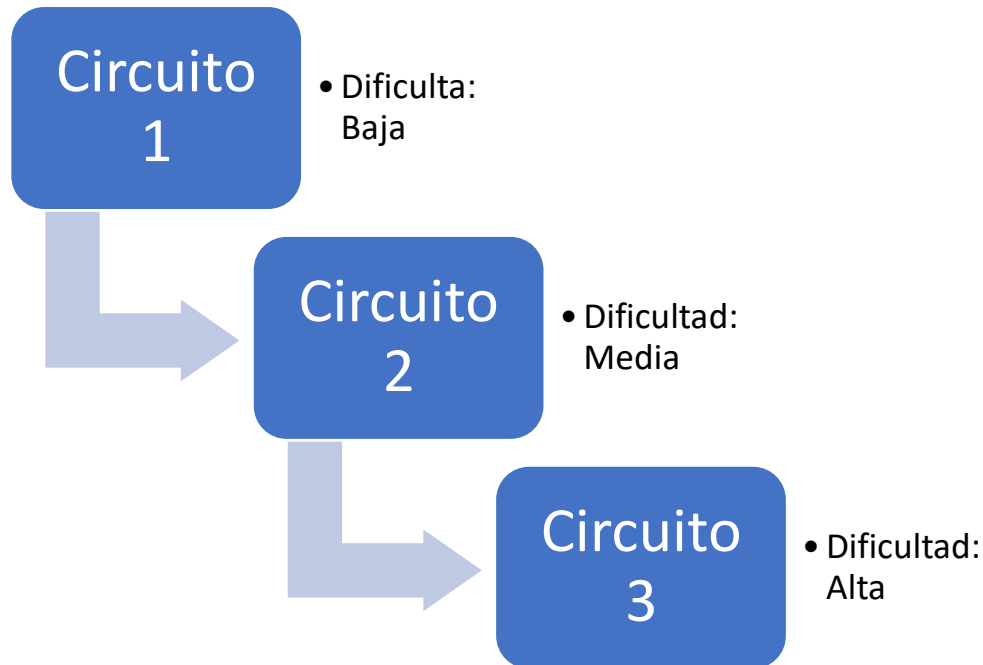 Circuito
1
• Dificulta:
Baja
Circuito
2
• Dificultad:
Media
Circuito
3
• Dificultad:
Alta